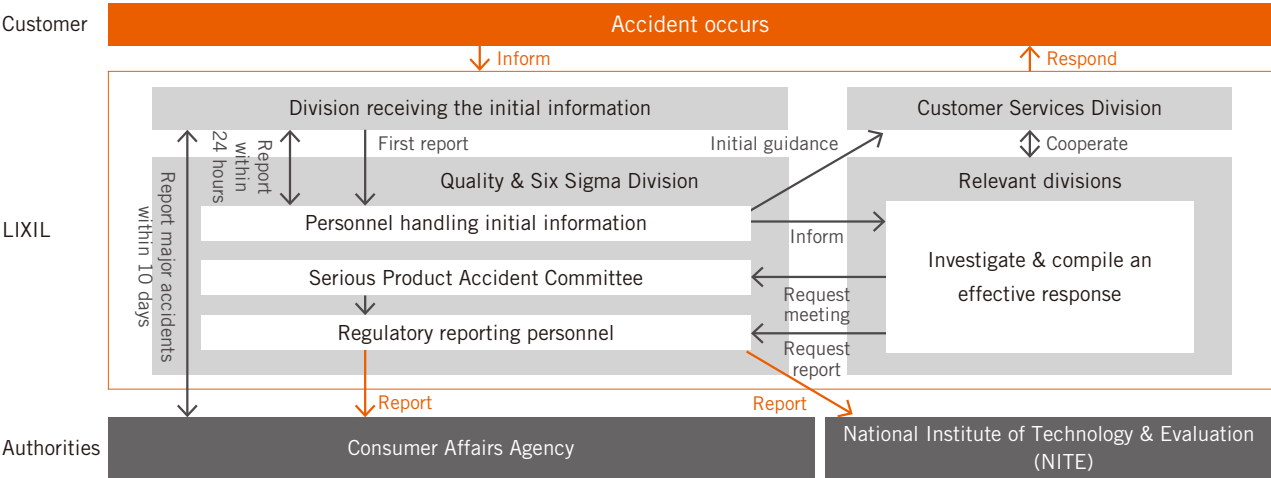 Customer
Accident occurs
Inform
Respond
LIXIL
Division receiving the initial information
Customer Services Division
Report
within
24 hours
First report
Initial guidance
Cooperate
Report major accidents
within 10 days
Quality & Six Sigma Division
Relevant divisions
Personnel handling initial information
Inform
Investigate & compile an
effective response
Serious Product Accident Committee
Request
meeting
Regulatory reporting personnel
Request
report
Report
Report
Authorities
Consumer Affairs Agency
National Institute of Technology & Evaluation
(NITE)